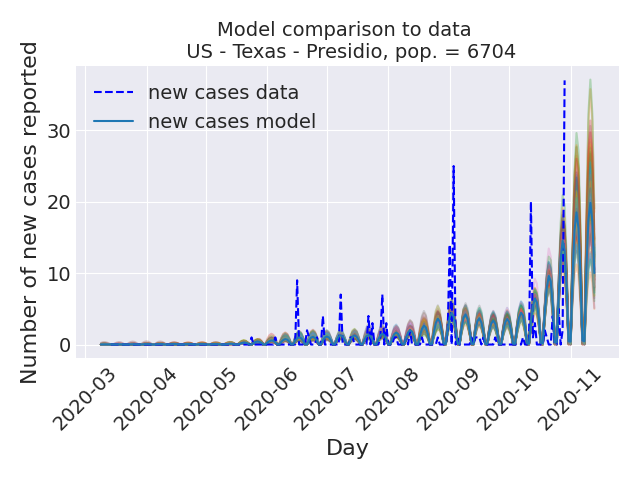 Model comparison to data
US - Texas - Presidio, pop. = 6704
Number of new cases reported
30
20
10
0
new cases data
new cases model
2020-03
2020-04
2020-05
2020-06
2020-07
2020-08
2020-09
2020-10
2020-11
Day